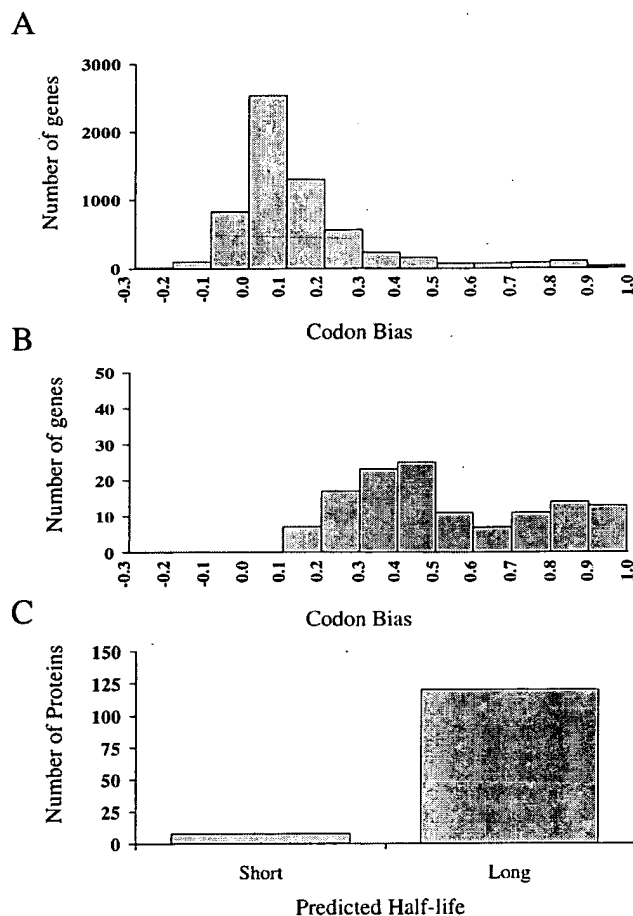 A
Number of genes
3000
2000
1000
0
-0.3 -0.2 -0.1 0.0 0.1 0.2 0.3 0.4 0.5 0.6 0.7 0.8 0.9 1.0
Codon Bias
B
Number of genes
50
40
30
20
10
0
-0.3 -0.2 -0.1 0.0 0.1 0.2 0.3 0.4 0.5 0.6 0.7 0.8 0.9 1.0
Codon Bias
C
Number of Proteins
150
125
100
75
50
25
0
Short Long
Predicted Half-life